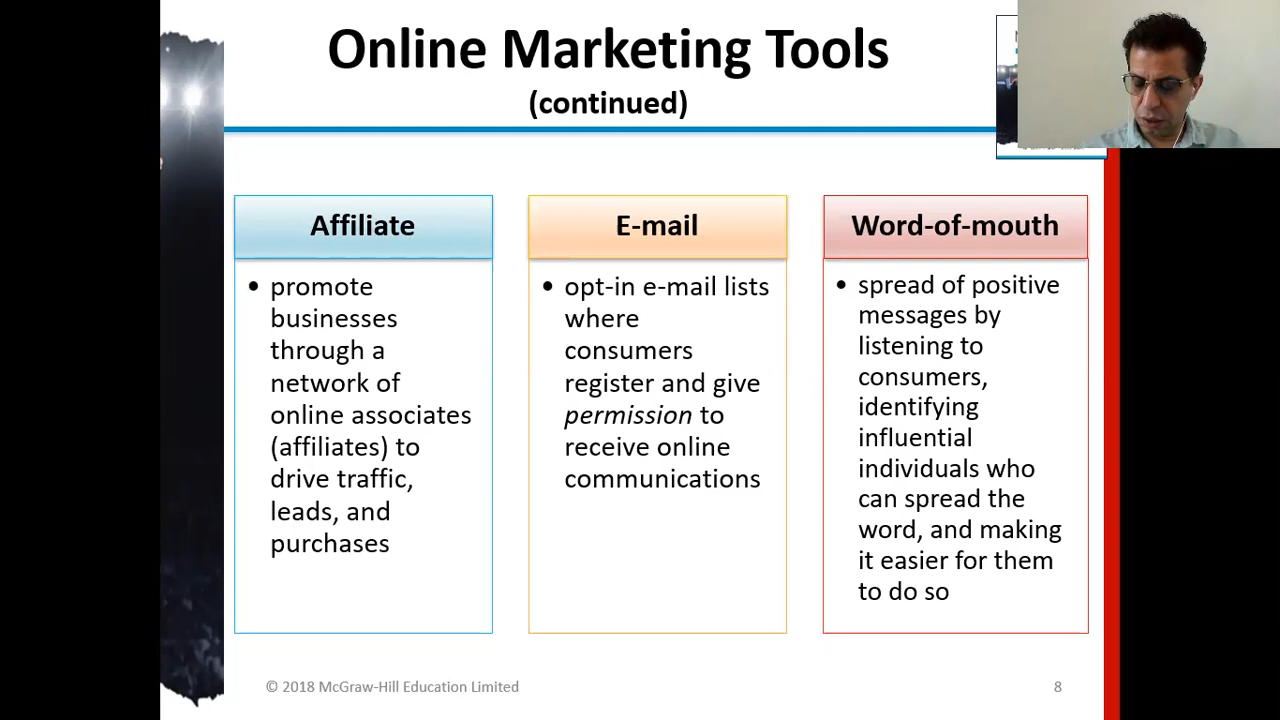 Online Marketing Tools
(continued)
Affiliate
• promote
businesses
through a
network of
online associates
(affiliates) to
drive traffic,
leads, and
purchases
E-mail
• opt-in e-mail lists
where
consumers
register and give
permission to
receive online
communications
Word-of-mouth
• spread of positive
messages by
listening to
consumers,
identifying
influential
individuals who
can spread the
word, and making
it easier for them
to do so
© 2018 McGraw-Hill Education Limited
8